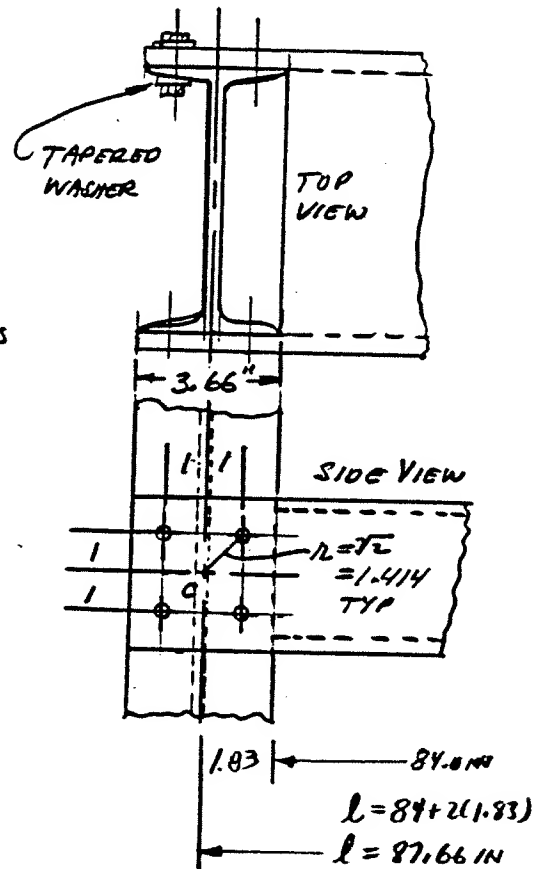 TAPERED
WASHER
TOP
VIEW
S
3.66"
1 1
SIDE VIEW
1
1
C
r = √2
= 1.414
TYP
1.83
84.0 IN
l = 84 + 2(1.83)
l = 87.66 IN